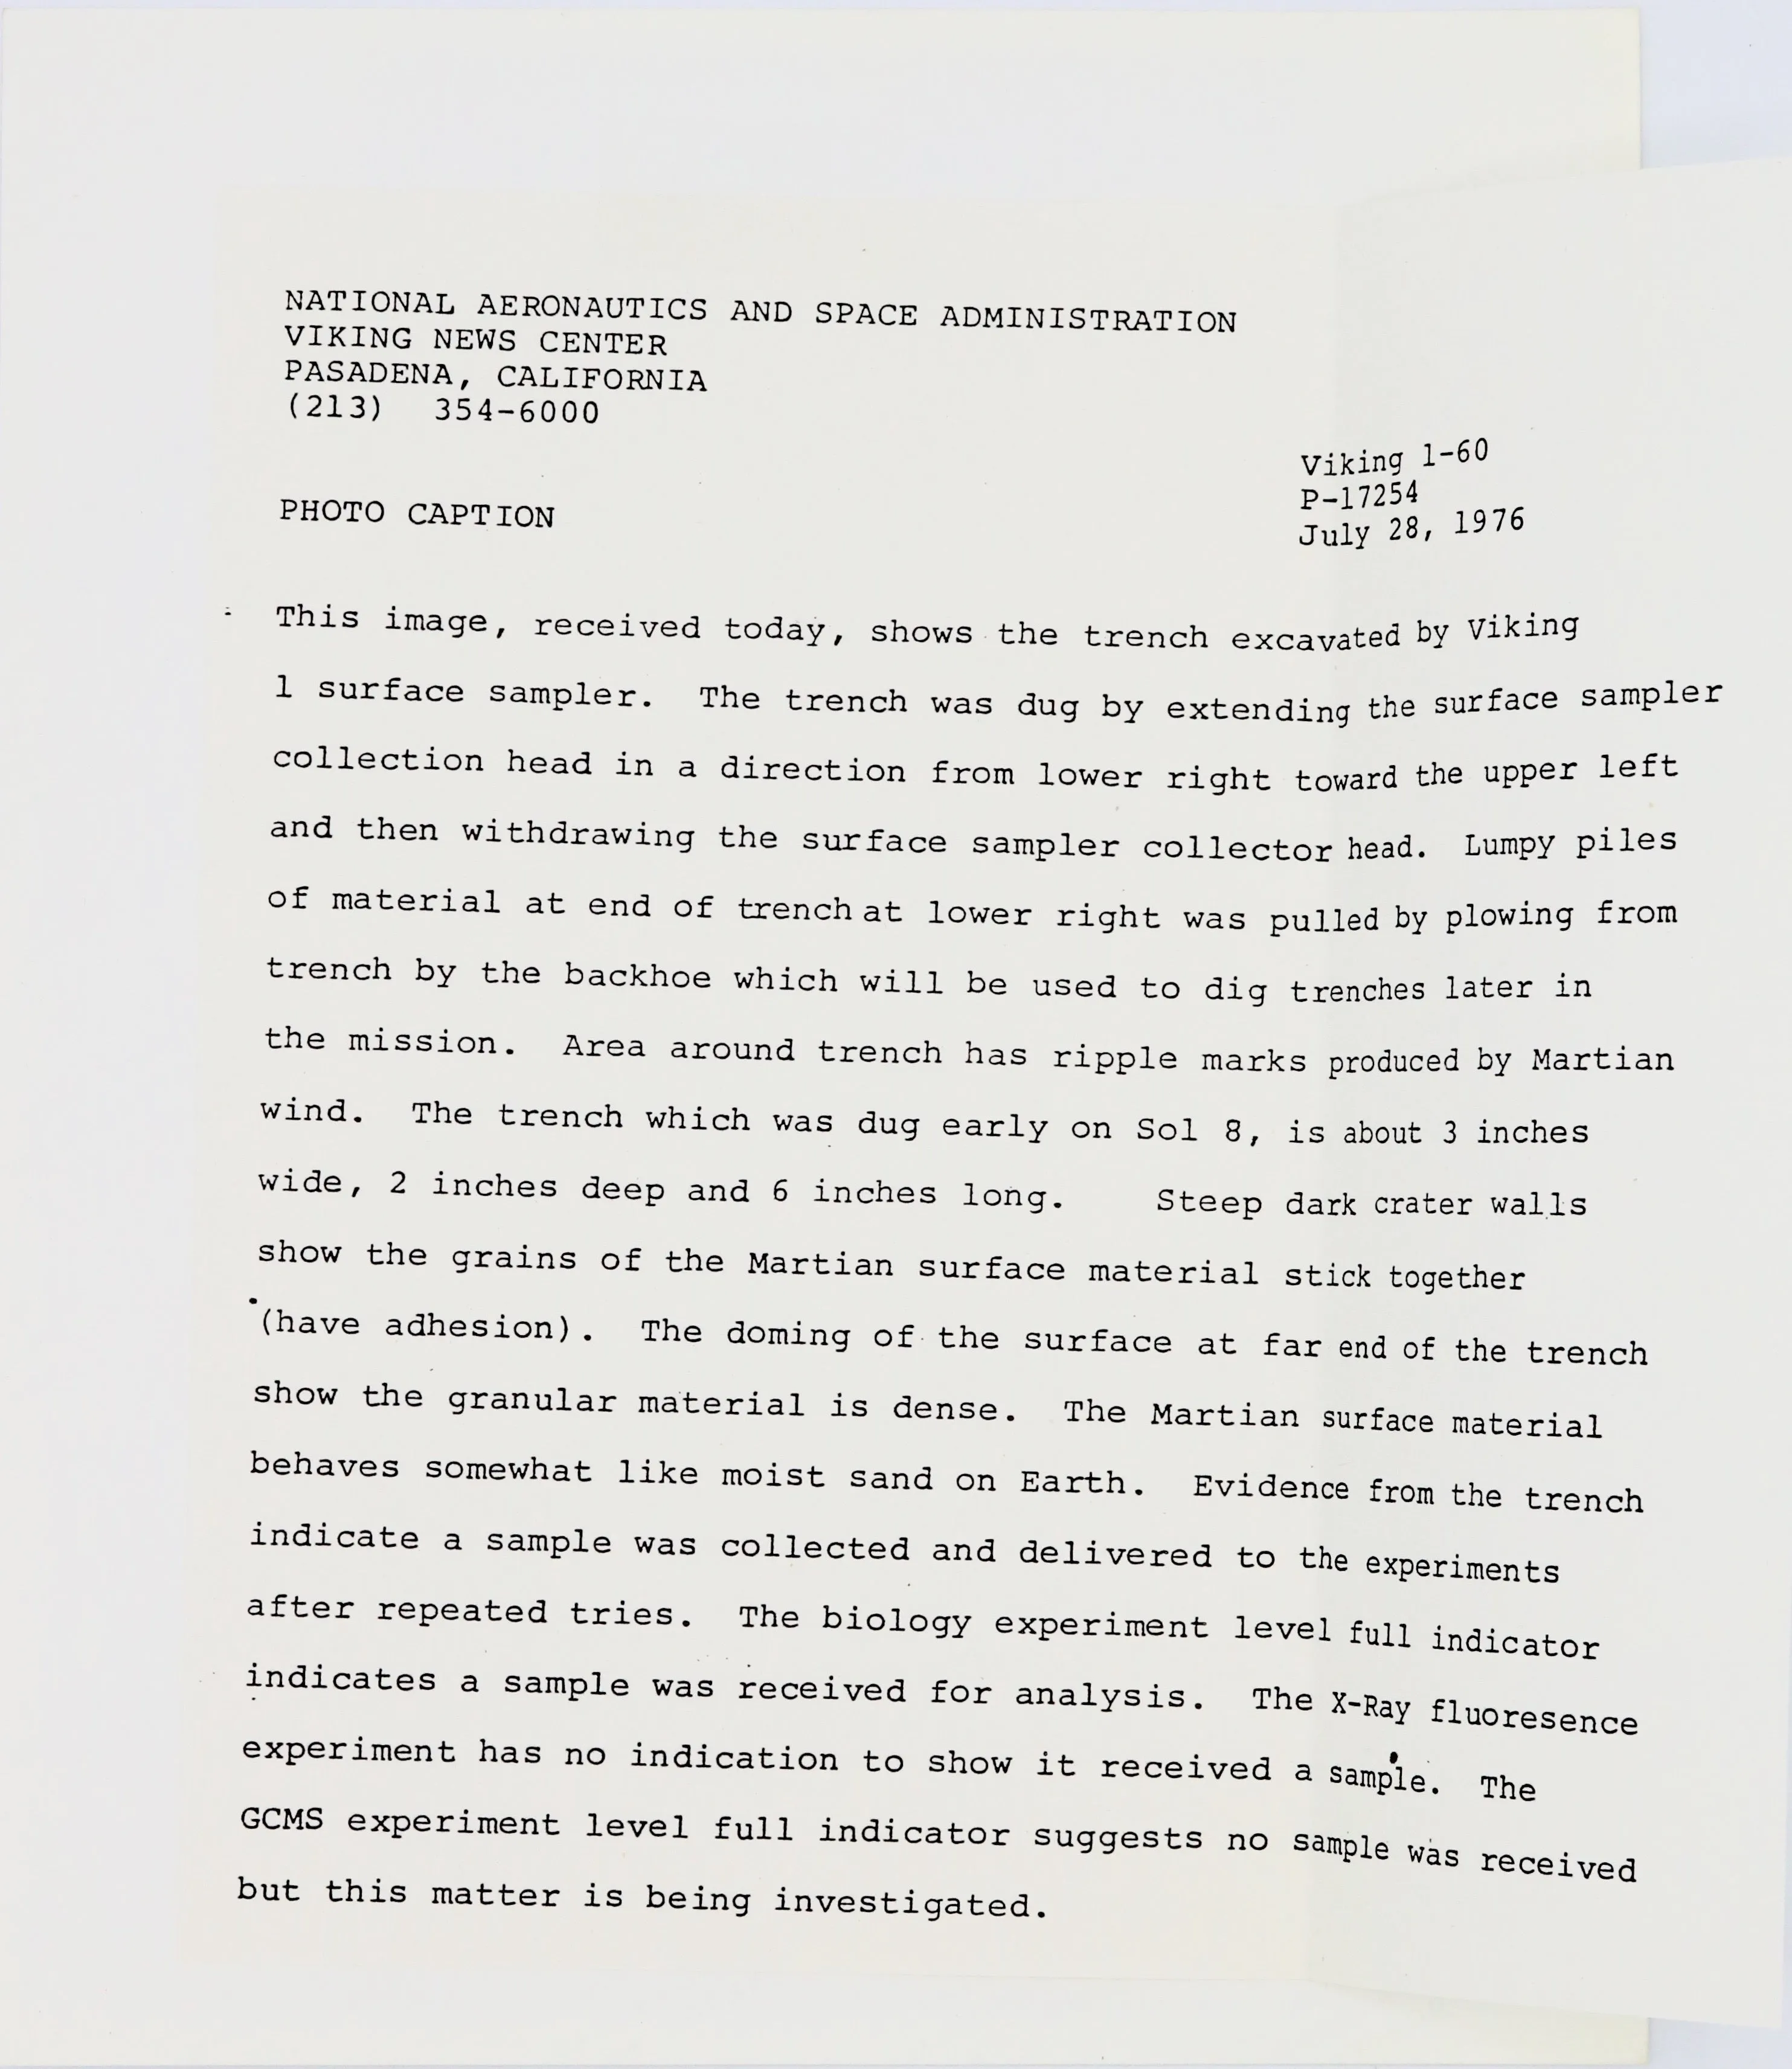 NATIONAL AERONAUTICS AND SPACE ADMINISTRATION
VIKING NEWS CENTER
PASADENA, CALIFORNIA
(213) 354-6000
Viking 1-60
P-17254
July 28, 1976
PHOTO CAPTION
This image, received today, shows the trench excavated by Viking
1 surface sampler. The trench was dug by extending the surface sampler
collection head in a direction from lower right toward the upper left
and then withdrawing the surface sampler collector head. Lumpy piles
of material at end of trench at lower right was pulled by plowing from
trench by the backhoe which will be used to dig trenches later in
the mission. Area around trench has ripple marks produced by Martian
wind. The trench which was dug early on Sol 8, is about 3 inches
wide, 2 inches deep and 6 inches long. Steep dark crater walls
show the grains of the Martian surface material stick together
(have adhesion). The doming of the surface at far end of the trench
show the granular material is dense. The Martian surface material
behaves somewhat like moist sand on Earth. Evidence from the trench
indicate a sample was collected and delivered to the experiments
after repeated tries. The biology experiment level full indicator
indicates a sample was received for analysis. The X-Ray fluoresence
experiment has no indication to show it received a sample. The
GCMS experiment level full indicator suggests no sample was received
but this matter is being investigated.